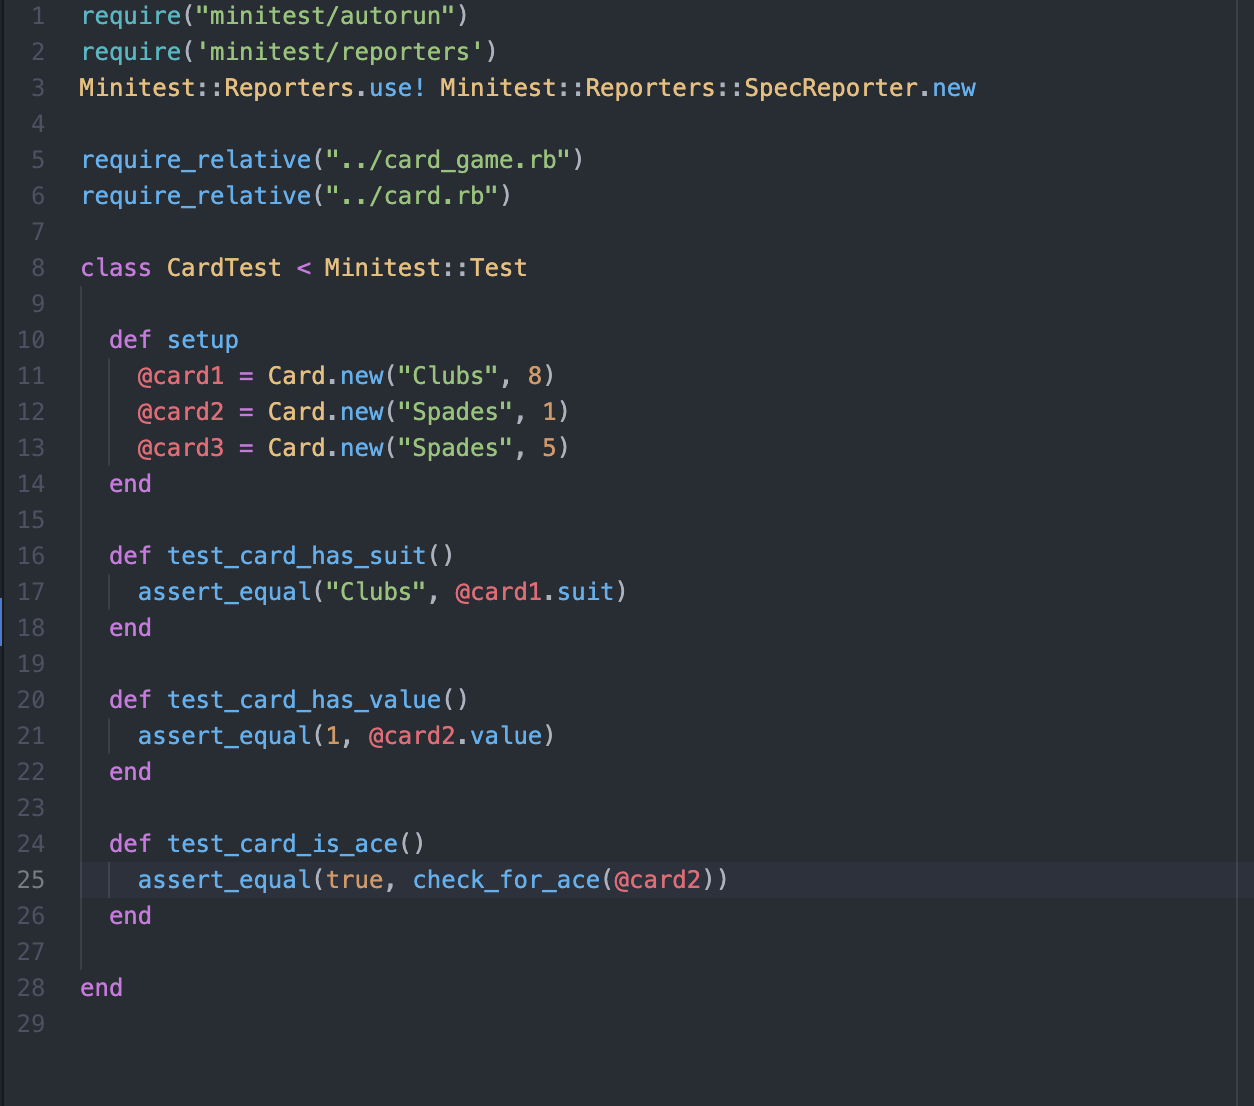 1 require("minitest/autorun")
2 require('minitest/reporters')
3 Minitest::Reporters.use! Minitest::Reporters::SpecReporter.new
4
5 require_relative("../card_game.rb")
6 require_relative("../card.rb")
7
8 class CardTest < Minitest::Test
9
10   def setup
11     @card1 = Card.new("Clubs", 8)
12     @card2 = Card.new("Spades", 1)
13     @card3 = Card.new("Spades", 5)
14   end
15
16   def test_card_has_suit()
17     assert_equal("Clubs", @card1.suit)
18   end
19
20   def test_card_has_value()
21     assert_equal(1, @card2.value)
22   end
23
24   def test_card_is_ace()
25     assert_equal(true, check_for_ace(@card2))
26   end
27
28 end
29